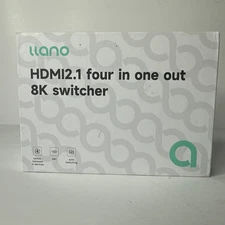 LLANO
HDMI2.1 four in one out
8K switcher